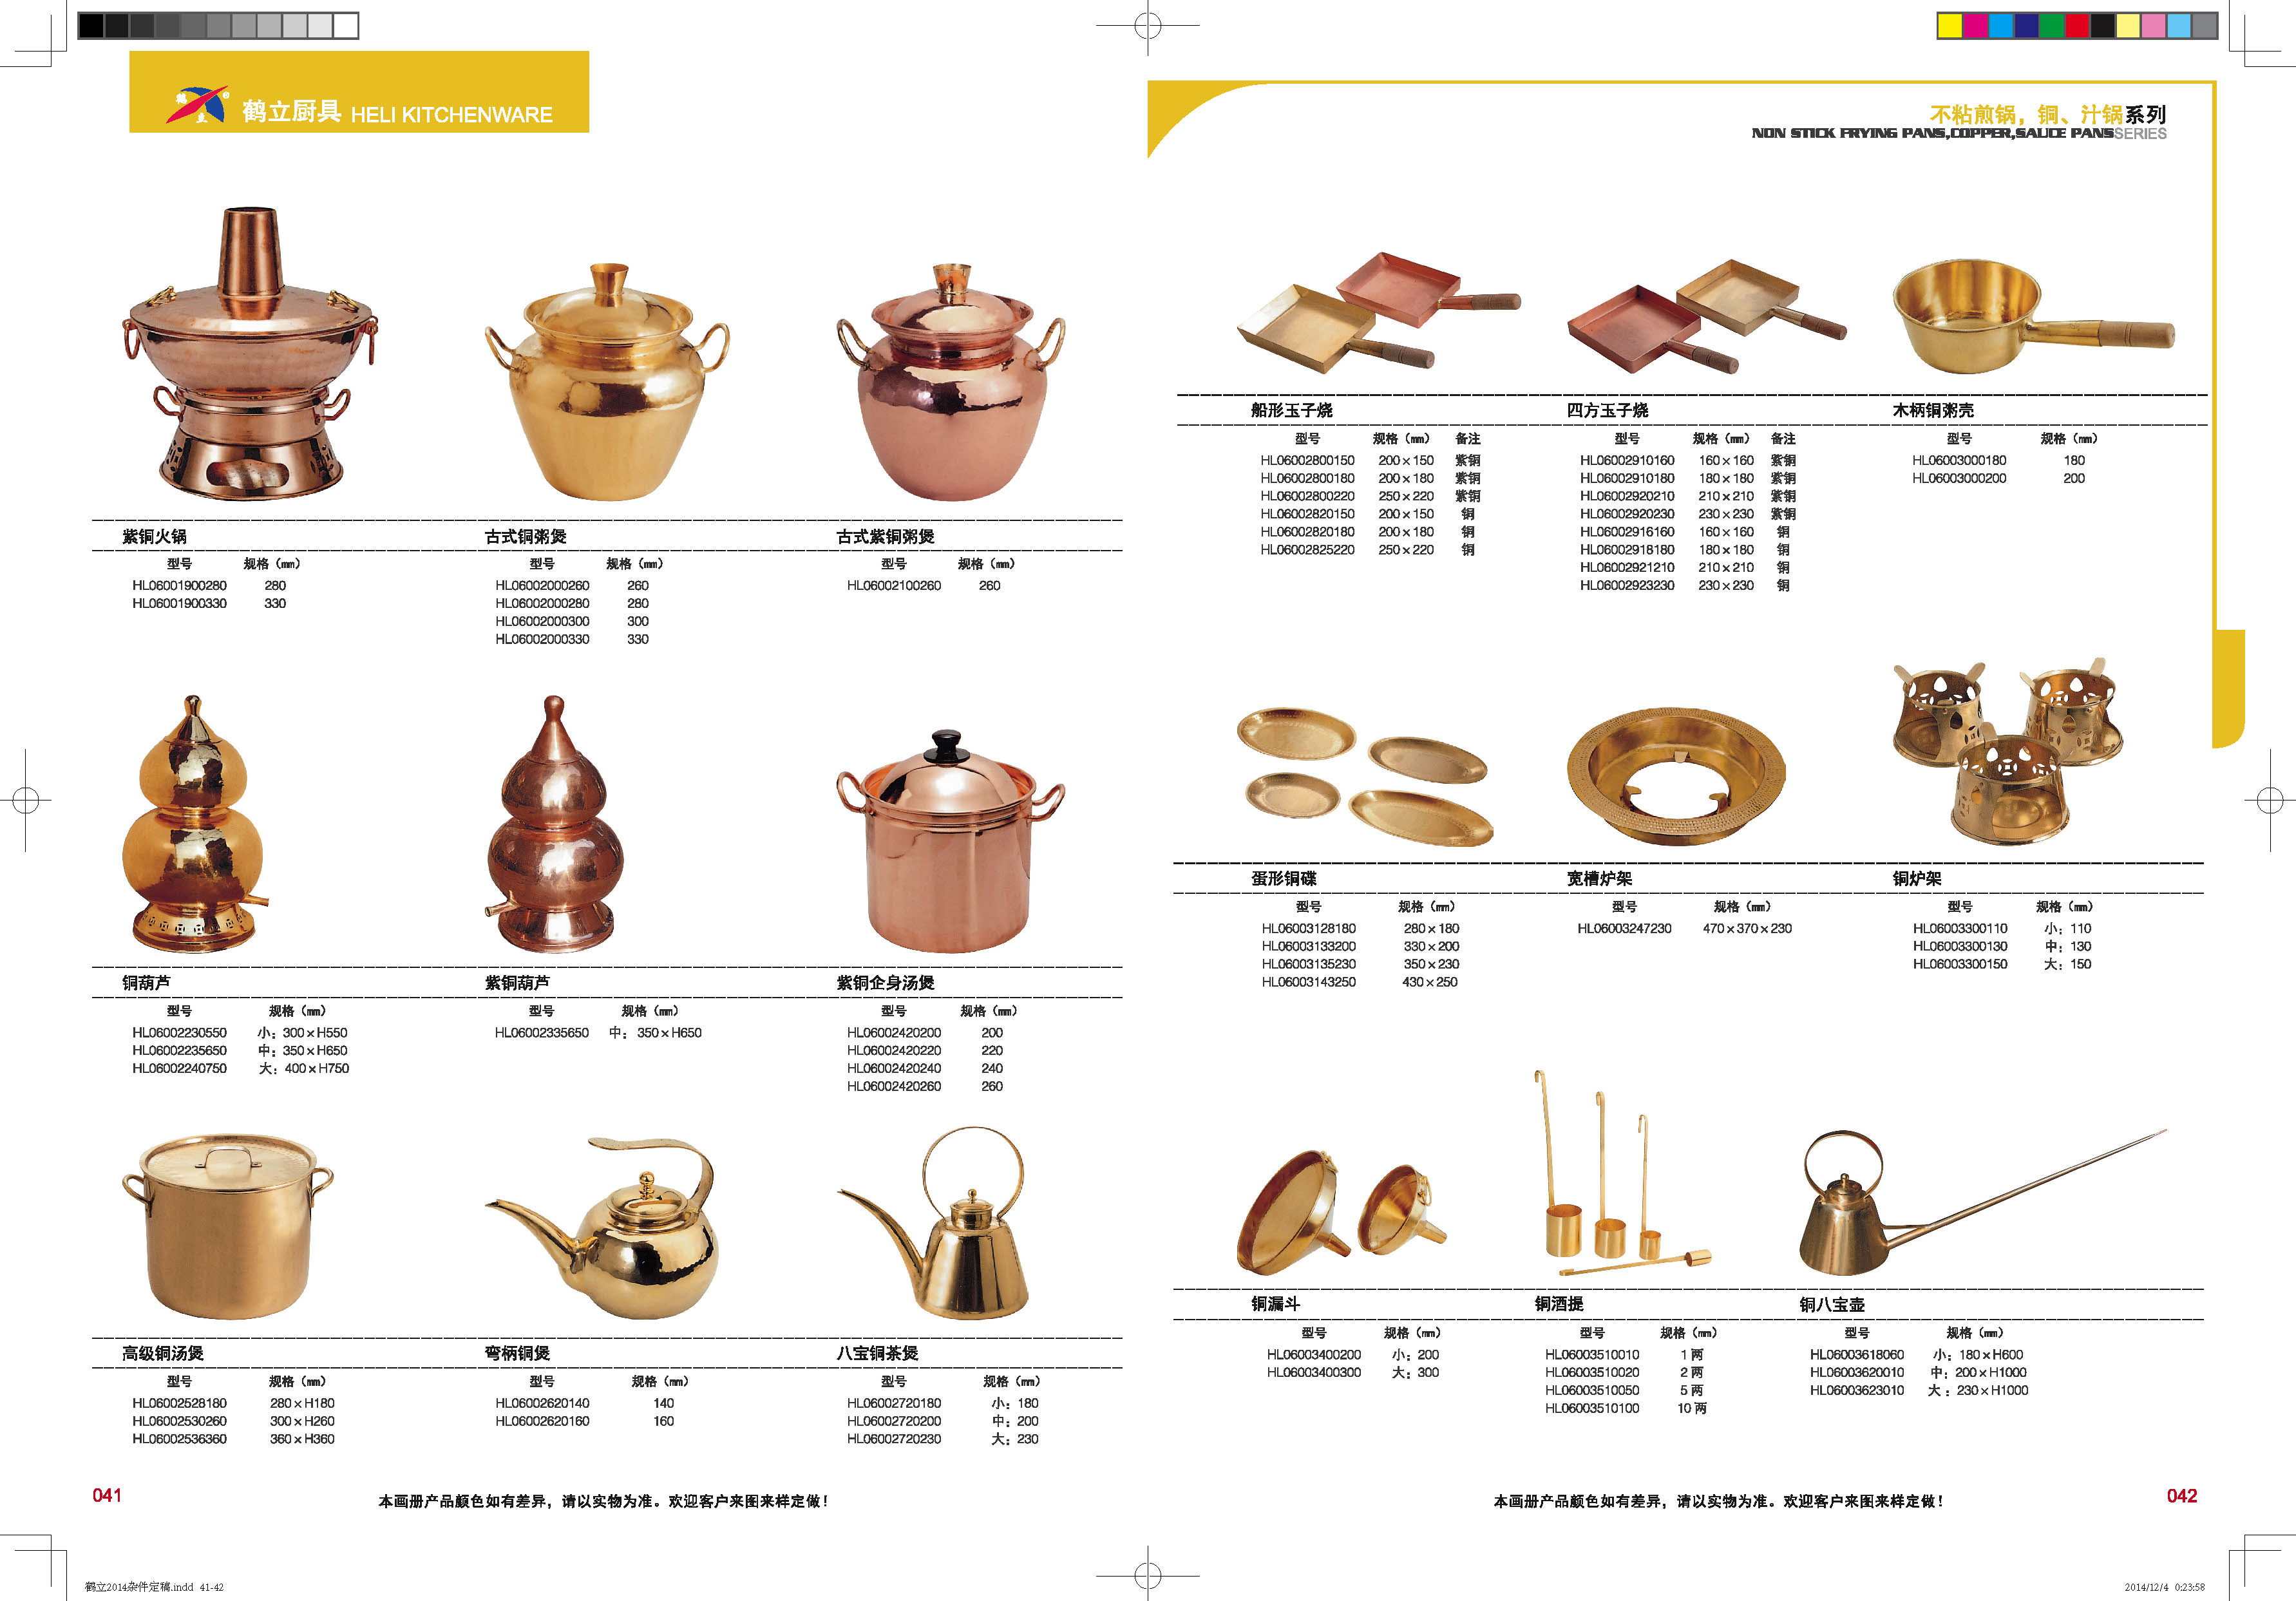 鹤立厨具 HELI KITCHENWARE
不粘煎锅，铜、汁锅系列
NON STICK FRYING PANS,COPPER,SAUCE PANSSERIES
紫铜火锅
型号 规格（mm）
HL06001900280 280
HL06001900330 330
古式铜粥煲
型号 规格（mm）
HL06002000260 260
HL06002000280 280
HL06002000300 300
HL06002000330 330
古式紫铜粥煲
型号 规格（mm）
HL06002100260 260
铜葫芦
型号 规格（mm）
HL06002230550 小：300×H550
HL06002235650 中：350×H650
HL06002240750 大：400×H750
紫铜葫芦
型号 规格（mm）
HL06002335650 中：350×H650
紫铜企身汤煲
型号 规格（mm）
HL06002420200 200
HL06002420220 220
HL06002420240 240
HL06002420260 260
高级铜汤煲
型号 规格（mm）
HL06002528180 280×H180
HL06002530260 300×H260
HL06002536360 360×H360
弯柄铜煲
型号 规格（mm）
HL06002620140 140
HL06002620160 160
八宝铜茶煲
型号 规格（mm）
HL06002720180 小：180
HL06002720200 中：200
HL06002720230 大：230
041
本画册产品颜色如有差异，请以实物为准。欢迎客户来图来样定做！
船形玉子烧
型号 规格（mm） 备注
HL06002800150 200×150 紫铜
HL06002800180 200×180 紫铜
HL06002800220 250×220 紫铜
HL06002820150 200×150 铜
HL06002820180 200×180 铜
HL06002825220 250×220 铜
四方玉子烧
型号 规格（mm） 备注
HL06002910160 160×160 紫铜
HL06002910180 180×180 紫铜
HL06002920210 210×210 紫铜
HL06002920230 230×230 紫铜
HL06002916160 160×160 铜
HL06002918180 180×180 铜
HL06002921210 210×210 铜
HL06002923230 230×230 铜
木柄铜粥壳
型号 规格（mm）
HL06003000180 180
HL06003000200 200
蛋形铜碟
型号 规格（mm）
HL06003128180 280×180
HL06003133200 330×200
HL06003135230 350×230
HL06003143250 430×250
宽槽炉架
型号 规格（mm）
HL06003247230 470×370×230
铜炉架
型号 规格（mm）
HL06003300110 小：110
HL06003300130 中：130
HL06003300150 大：150
铜漏斗
型号 规格（mm）
HL06003400200 小：200
HL06003400300 大：300
铜酒提
型号 规格（mm）
HL06003510010 1两
HL06003510020 2两
HL06003510050 5两
HL06003510100 10两
铜八宝壶
型号 规格（mm）
HL06003618060 小：180×H600
HL06003620010 中：200×H1000
HL06003623010 大：230×H1000
本画册产品颜色如有差异，请以实物为准。欢迎客户来图来样定做！
042
鹤立2014杂件定稿.indd 41-42
2014/12/4 0:23:58